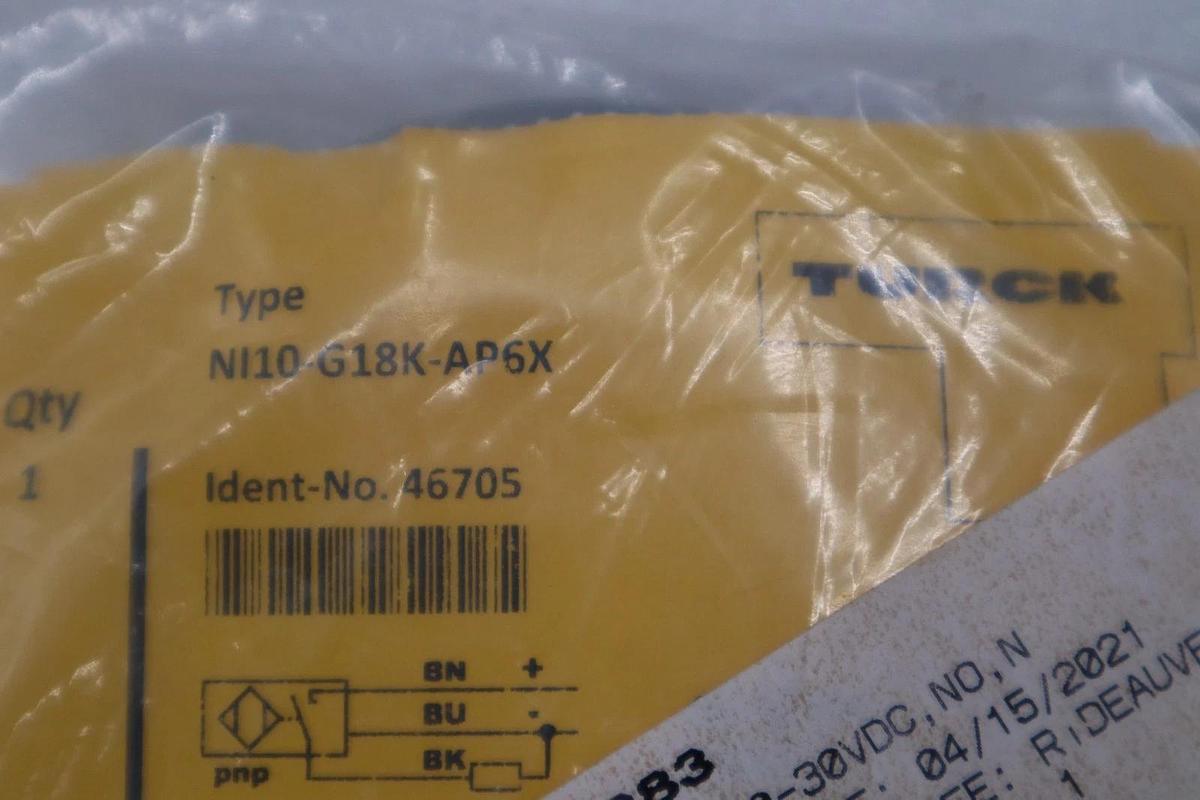 TURCK
Type
NI10-G18K-AP6X
Qty
1
Ident-No. 46705
BN +
BU -
BK
pnp
-30VDC,NO,N
04/15/2021
RIDEAUVE
1